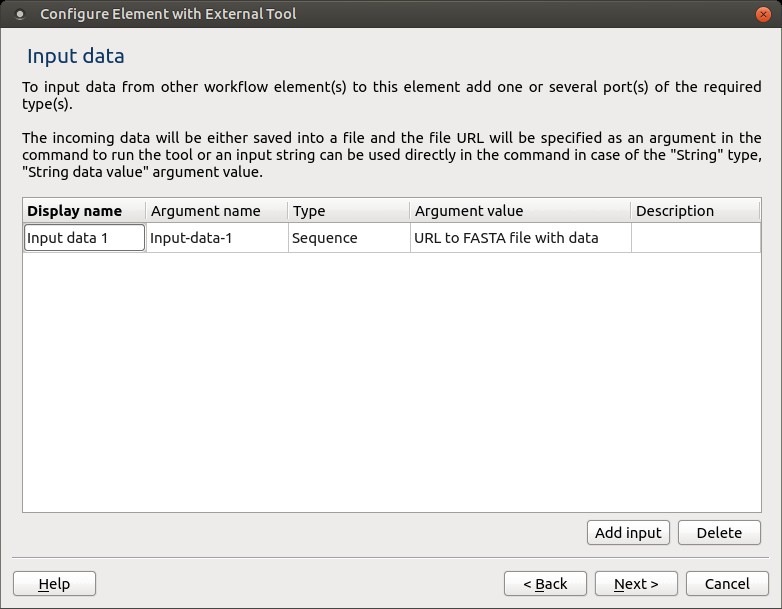 Configure Element with External Tool
Input data
To input data from other workflow element(s) to this element add one or several port(s) of the required
type(s).
The incoming data will be either saved into a file and the file URL will be specified as an argument in the
command to run the tool or an input string can be used directly in the command in case of the "String" type,
"String data value" argument value.
Display name Argument name Type Argument value Description
Input data 1 Input-data-1 Sequence URL to FASTA file with data
Add input Delete
Help < Back Next > Cancel